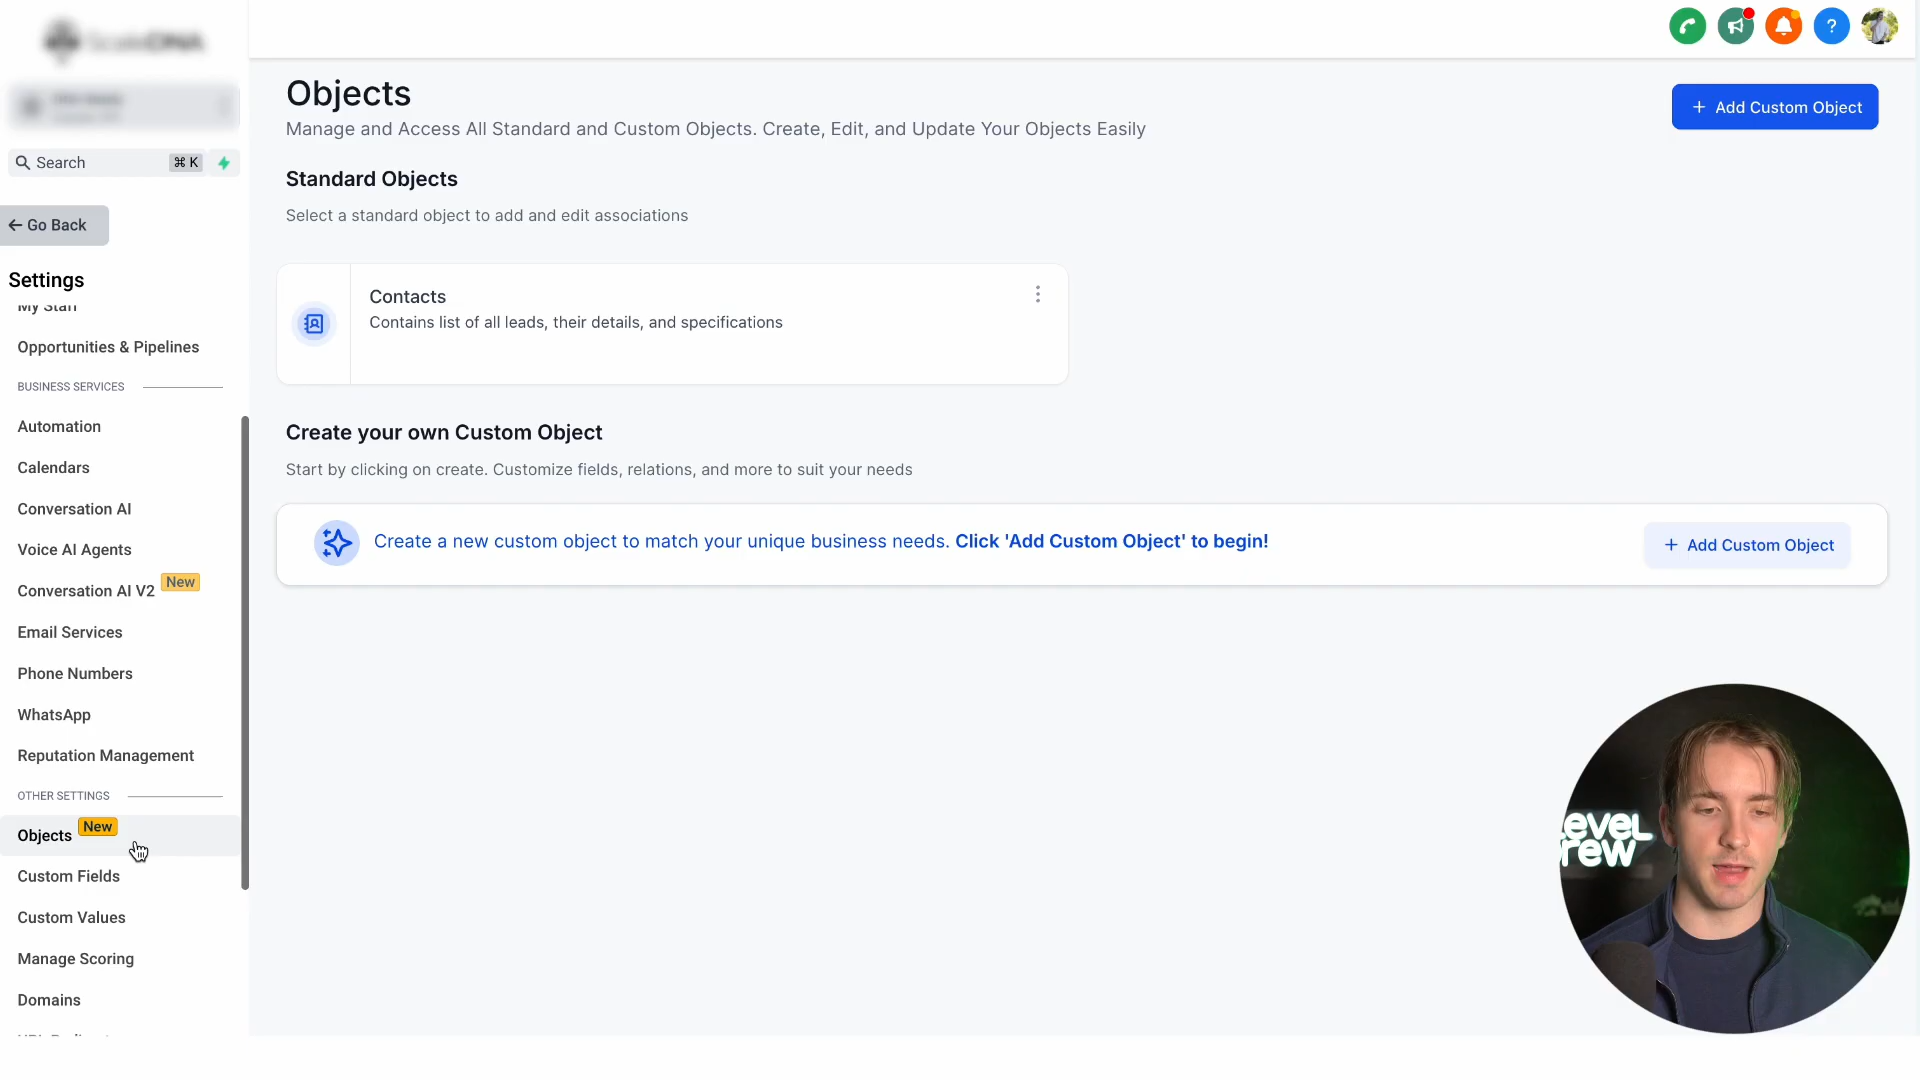 Search
⌘ K
← Go Back
Settings
My Staff
Opportunities & Pipelines
BUSINESS SERVICES
Automation
Calendars
Conversation AI
Voice AI Agents
Conversation AI V2 New
Email Services
Phone Numbers
WhatsApp
Reputation Management
OTHER SETTINGS
Objects New
Custom Fields
Custom Values
Manage Scoring
Domains
?
Objects
Manage and Access All Standard and Custom Objects. Create, Edit, and Update Your Objects Easily
+ Add Custom Object
Standard Objects
Select a standard object to add and edit associations
Contacts
Contains list of all leads, their details, and specifications
Create your own Custom Object
Start by clicking on create. Customize fields, relations, and more to suit your needs
Create a new custom object to match your unique business needs. Click 'Add Custom Object' to begin!
+ Add Custom Object